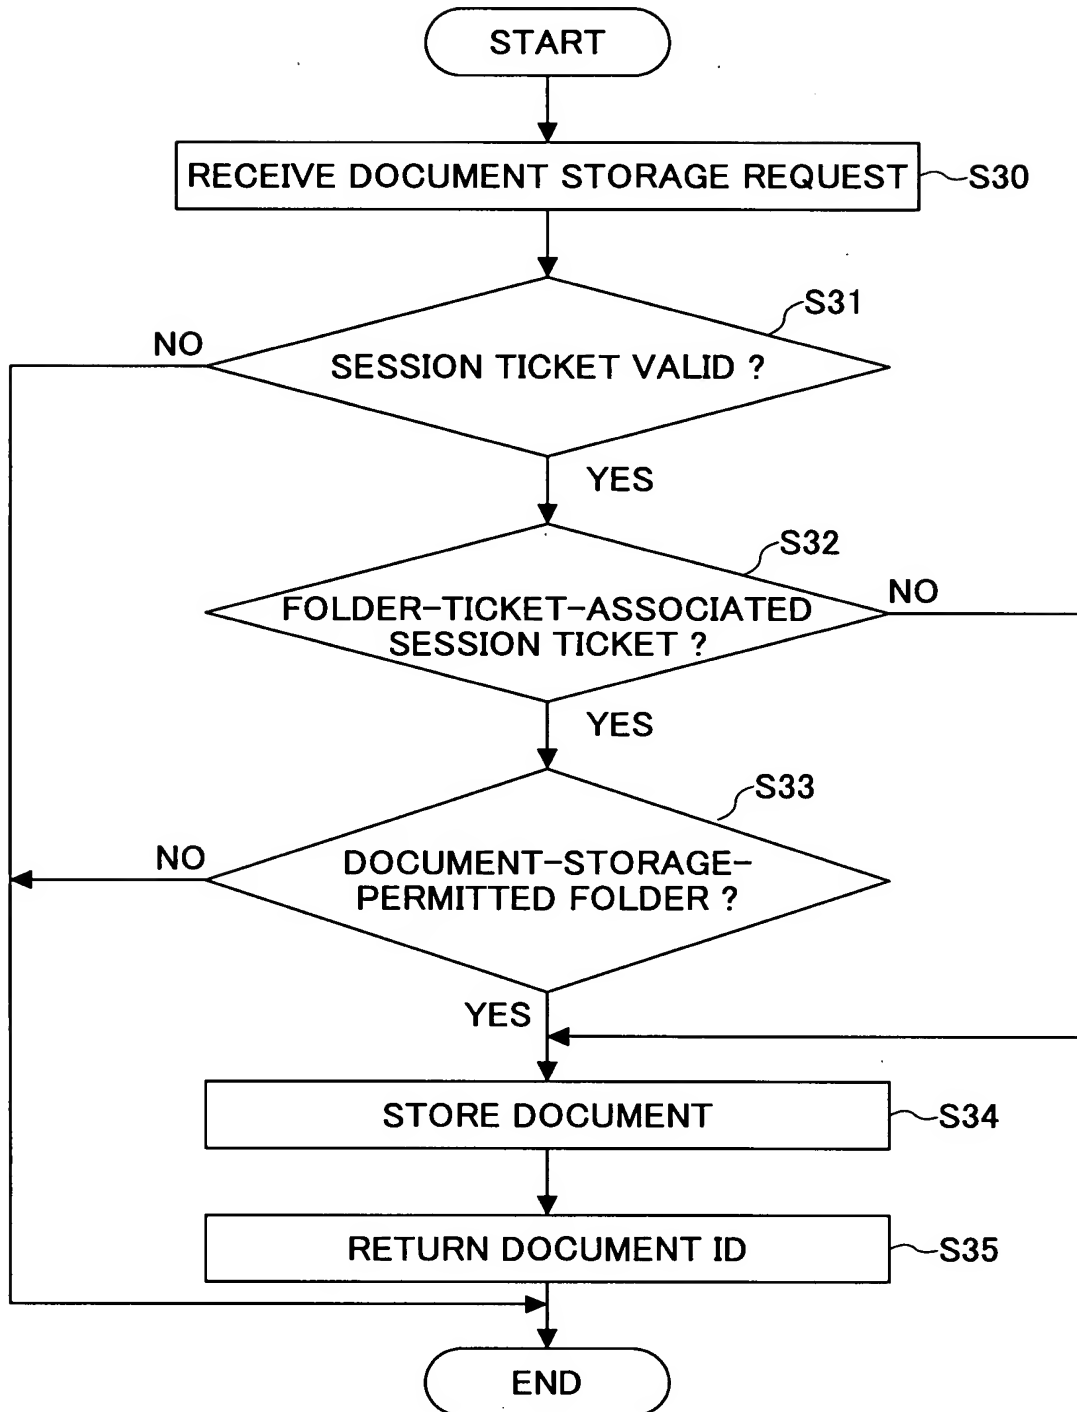 START
RECEIVE DOCUMENT STORAGE REQUEST
S30
S31
NO
SESSION TICKET VALID ?
YES
S32
NO
FOLDER-TICKET-ASSOCIATED
SESSION TICKET ?
YES
S33
NO
DOCUMENT-STORAGE-
PERMITTED FOLDER ?
YES
STORE DOCUMENT
S34
RETURN DOCUMENT ID
S35
END